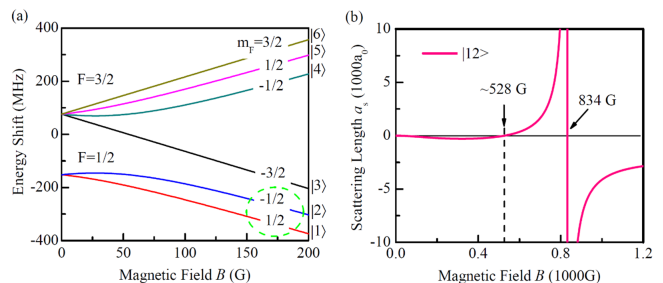 (a)
400
200
0
-200
-400
Energy Shift (MHz)
F=3/2
F=1/2
m_F=3/2
1/2
-1/2
-3/2
-1/2
1/2
|6⟩
|5⟩
|4⟩
|3⟩
|2⟩
|1⟩
0
50
100
150
200
Magnetic Field B (G)
(b)
10
5
0
-5
-10
Scattering Length a_s (1000a_0)
|12>
~528 G
834 G
0.0
0.4
0.8
1.2
Magnetic Field B (1000G)